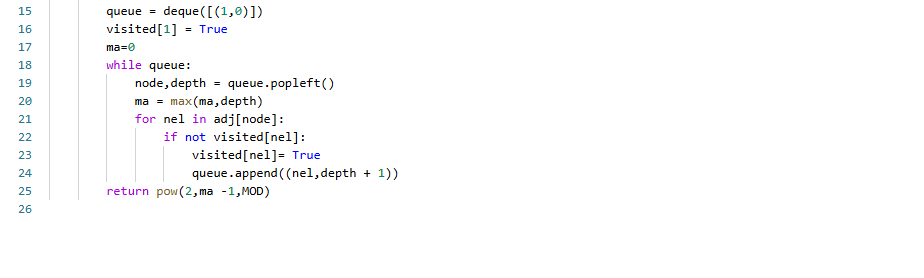 15 queue = deque([(1,0)])
16 visited[1] = True
17 ma=0
18 while queue:
19 node,depth = queue.popleft()
20 ma = max(ma,depth)
21 for nel in adj[node]:
22 if not visited[nel]:
23 visited[nel]= True
24 queue.append((nel,depth + 1))
25 return pow(2,ma -1,MOD)
26